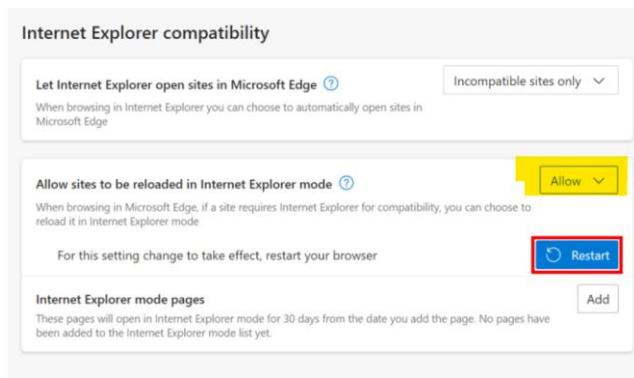 Internet Explorer compatibility
Let Internet Explorer open sites in Microsoft Edge
Incompatible sites only
When browsing in Internet Explorer you can choose to automatically open sites in
Microsoft Edge
Allow sites to be reloaded in Internet Explorer mode
Allow
When browsing in Microsoft Edge, if a site requires Internet Explorer for compatibility, you can choose to
reload it in Internet Explorer mode
For this setting change to take effect, restart your browser
Restart
Internet Explorer mode pages
Add
These pages will open in Internet Explorer mode for 30 days from the date you add the page. No pages have
been added to the Internet Explorer mode list yet.